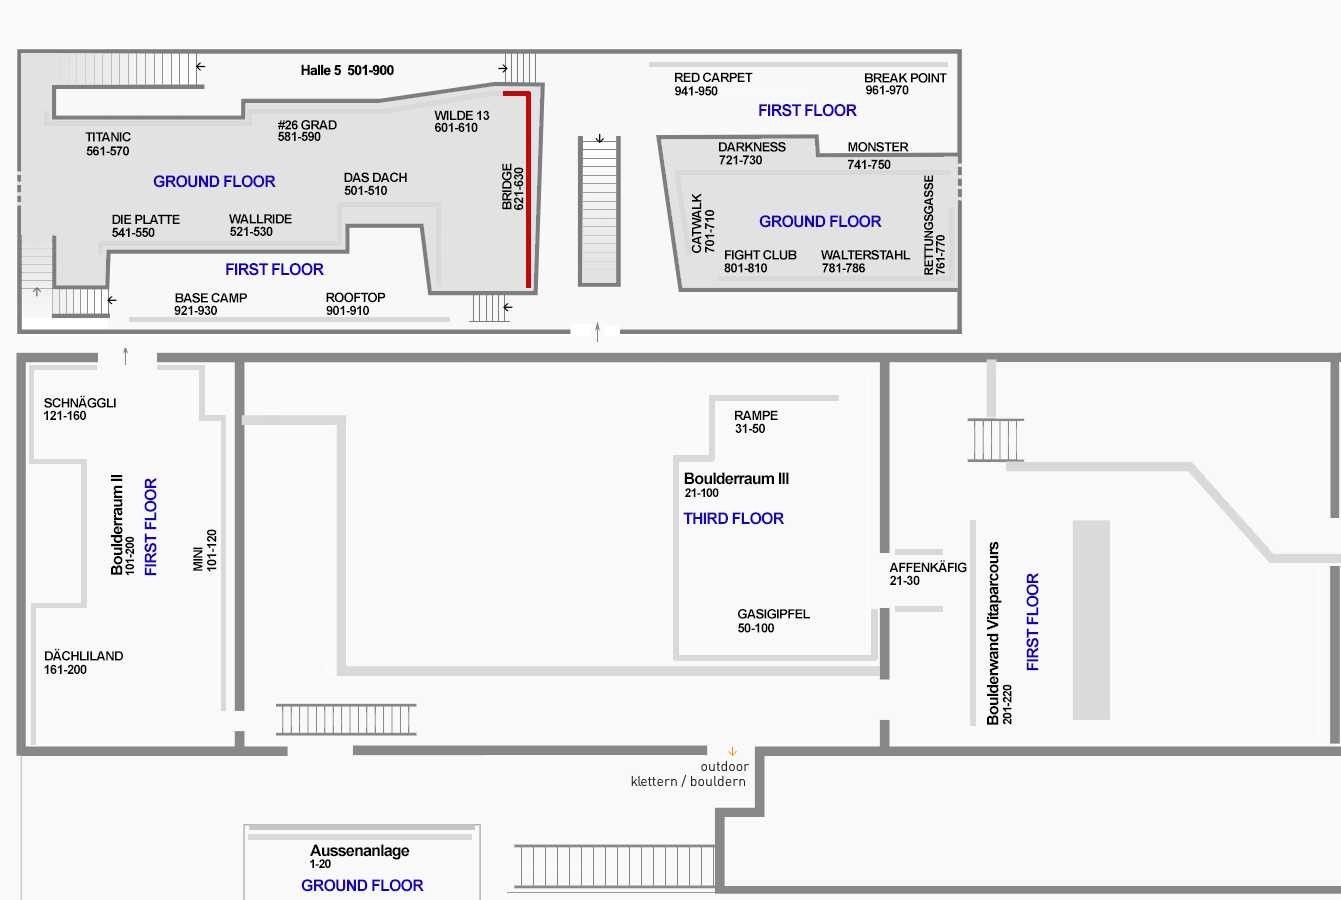 Halle 5 501-900
RED CARPET
941-950
BREAK POINT
961-970
FIRST FLOOR
TITANIC
561-570
#26 GRAD
581-590
WILDE 13
601-610
GROUND FLOOR
DAS DACH
501-510
BRIDGE
621-630
DIE PLATTE
541-550
WALLRIDE
521-530
FIRST FLOOR
BASE CAMP
921-930
ROOFTOP
901-910
DARKNESS
721-730
MONSTER
741-750
CATWALK
701-710
GROUND FLOOR
RETTUNGSGASSE
761-770
FIGHT CLUB
801-810
WALTERSTAHL
781-786
SCHNÄGGLI
121-160
Boulderraum II
101-200
FIRST FLOOR
MINI
101-120
DÄCHLILAND
161-200
RAMPE
31-50
Boulderraum III
21-100
THIRD FLOOR
GASIGIPFEL
50-100
AFFENKÄFIG
21-30
Boulderwand Vitaparcours
201-220
FIRST FLOOR
outdoor
klettern / bouldern
Aussenanlage
1-20
GROUND FLOOR